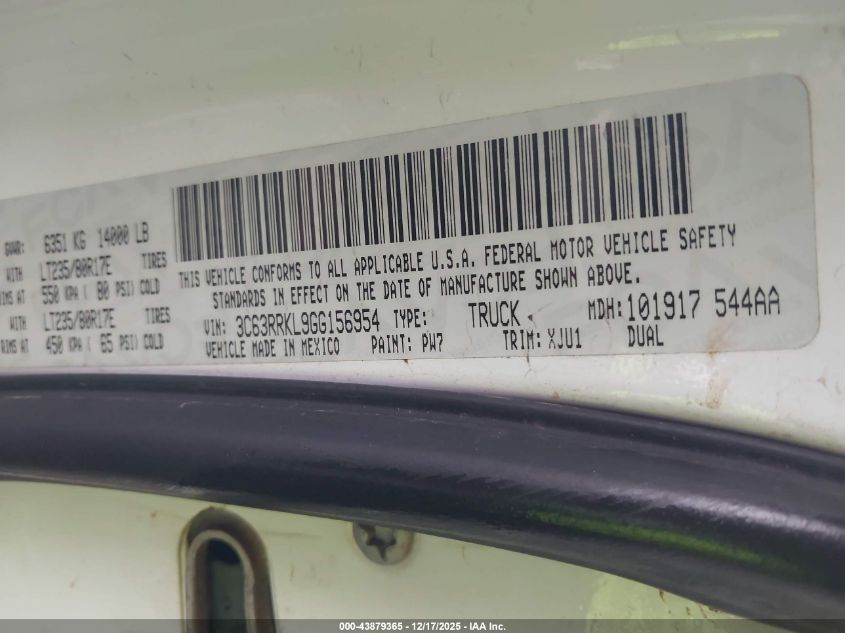 GVWR: 6351 KG 14000 LB
WITH LT235/80R17E TIRES
RIMS AT 550 KPA ( 80 PSI) COLD
WITH LT235/80R17E TIRES
RIMS AT 450 KPA ( 65 PSI) COLD
THIS VEHICLE CONFORMS TO ALL APPLICABLE U.S.A. FEDERAL MOTOR VEHICLE SAFETY
STANDARDS IN EFFECT ON THE DATE OF MANUFACTURE SHOWN ABOVE.
VIN: 3C63RRKL9GG156954 TYPE: TRUCK MDH: 101917 544AA
VEHICLE MADE IN MEXICO PAINT: PW7 TRIM: XJU1 DUAL
000-43879365 - 12/17/2025 - IAA Inc.